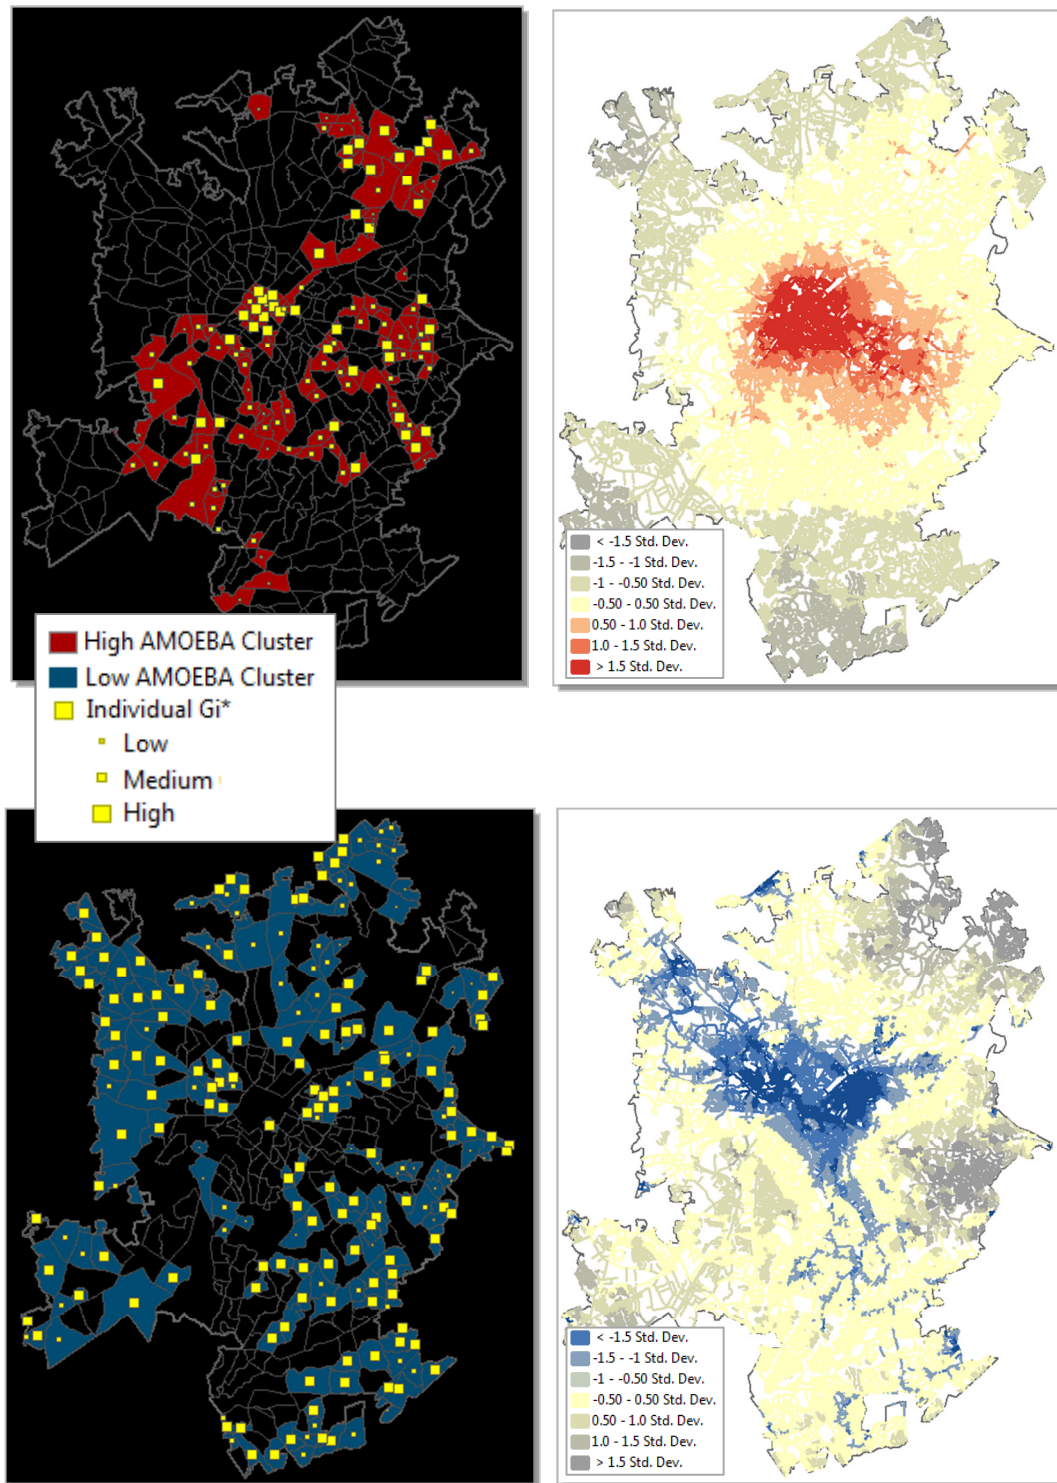 < -1.5 Std. Dev.
-1.5 - -1 Std. Dev.
-1 - -0.50 Std. Dev.
-0.50 - 0.50 Std. Dev.
0.50 - 1.0 Std. Dev.
1.0 - 1.5 Std. Dev.
> 1.5 Std. Dev.
High AMOEBA Cluster
Low AMOEBA Cluster
Individual Gi*
Low
Medium
High
< -1.5 Std. Dev.
-1.5 - -1 Std. Dev.
-1 - -0.50 Std. Dev.
-0.50 - 0.50 Std. Dev.
0.50 - 1.0 Std. Dev.
1.0 - 1.5 Std. Dev.
> 1.5 Std. Dev.